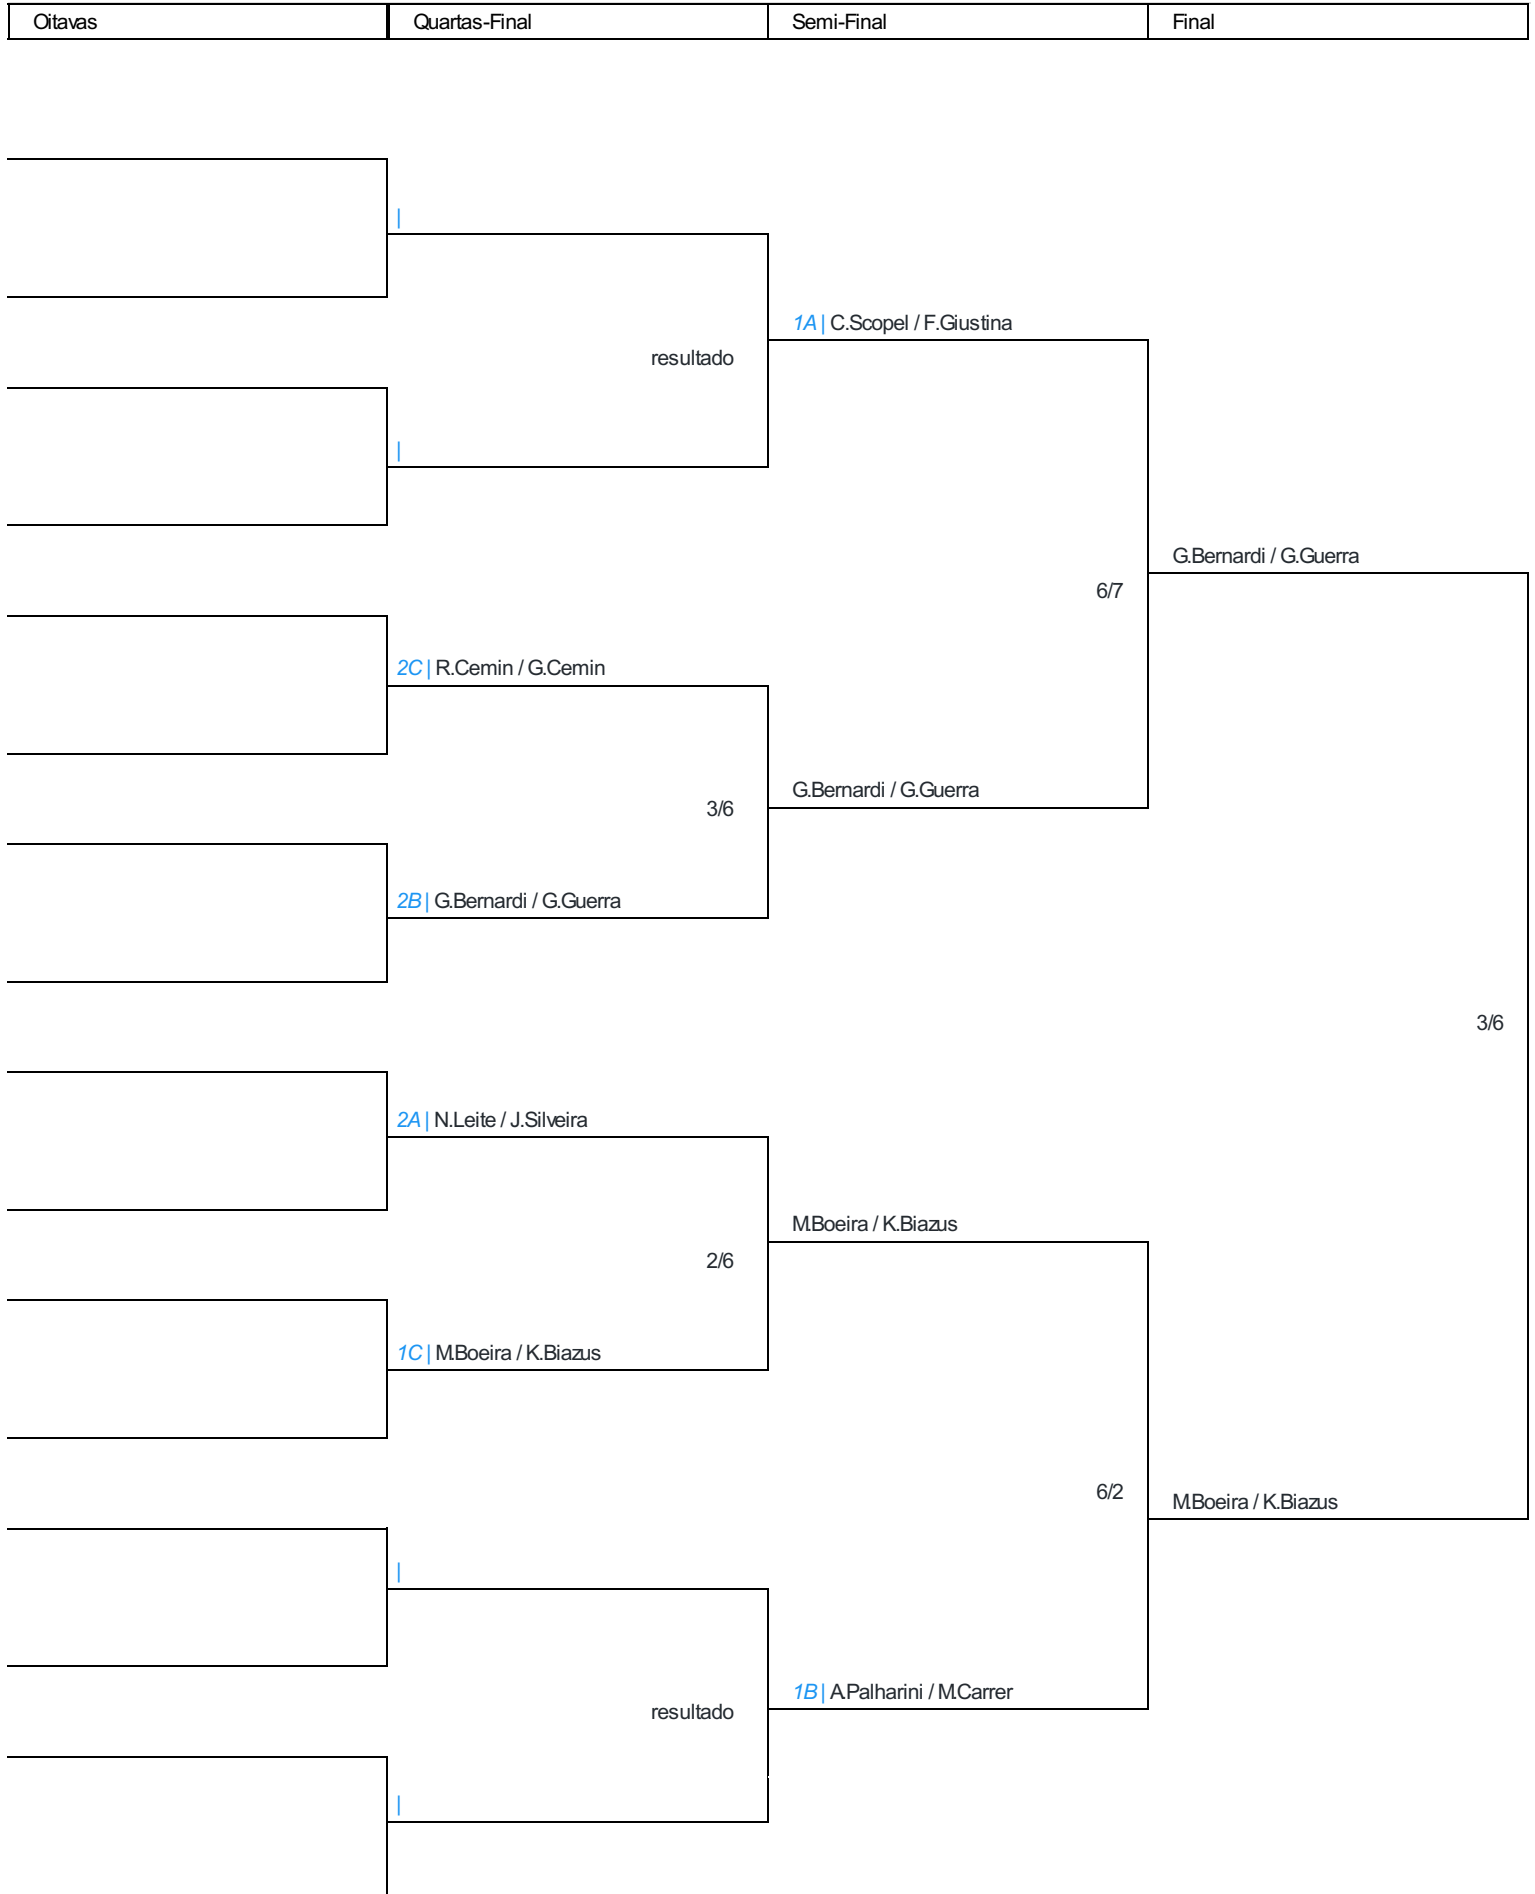 Oitavas Quartas-Final Semi-Final Final
|
1A | C.Scopel / F.Giustina
resultado
|
G.Bernardi / G.Guerra
6/7
2C | R.Cemin / G.Cemin
G.Bernardi / G.Guerra
3/6
2B | G.Bernardi / G.Guerra
3/6
2A | N.Leite / J.Silveira
M.Boeira / K.Biazus
2/6
1C | M.Boeira / K.Biazus
6/2
M.Boeira / K.Biazus
|
1B | A.Palharini / M.Carrer
resultado
|